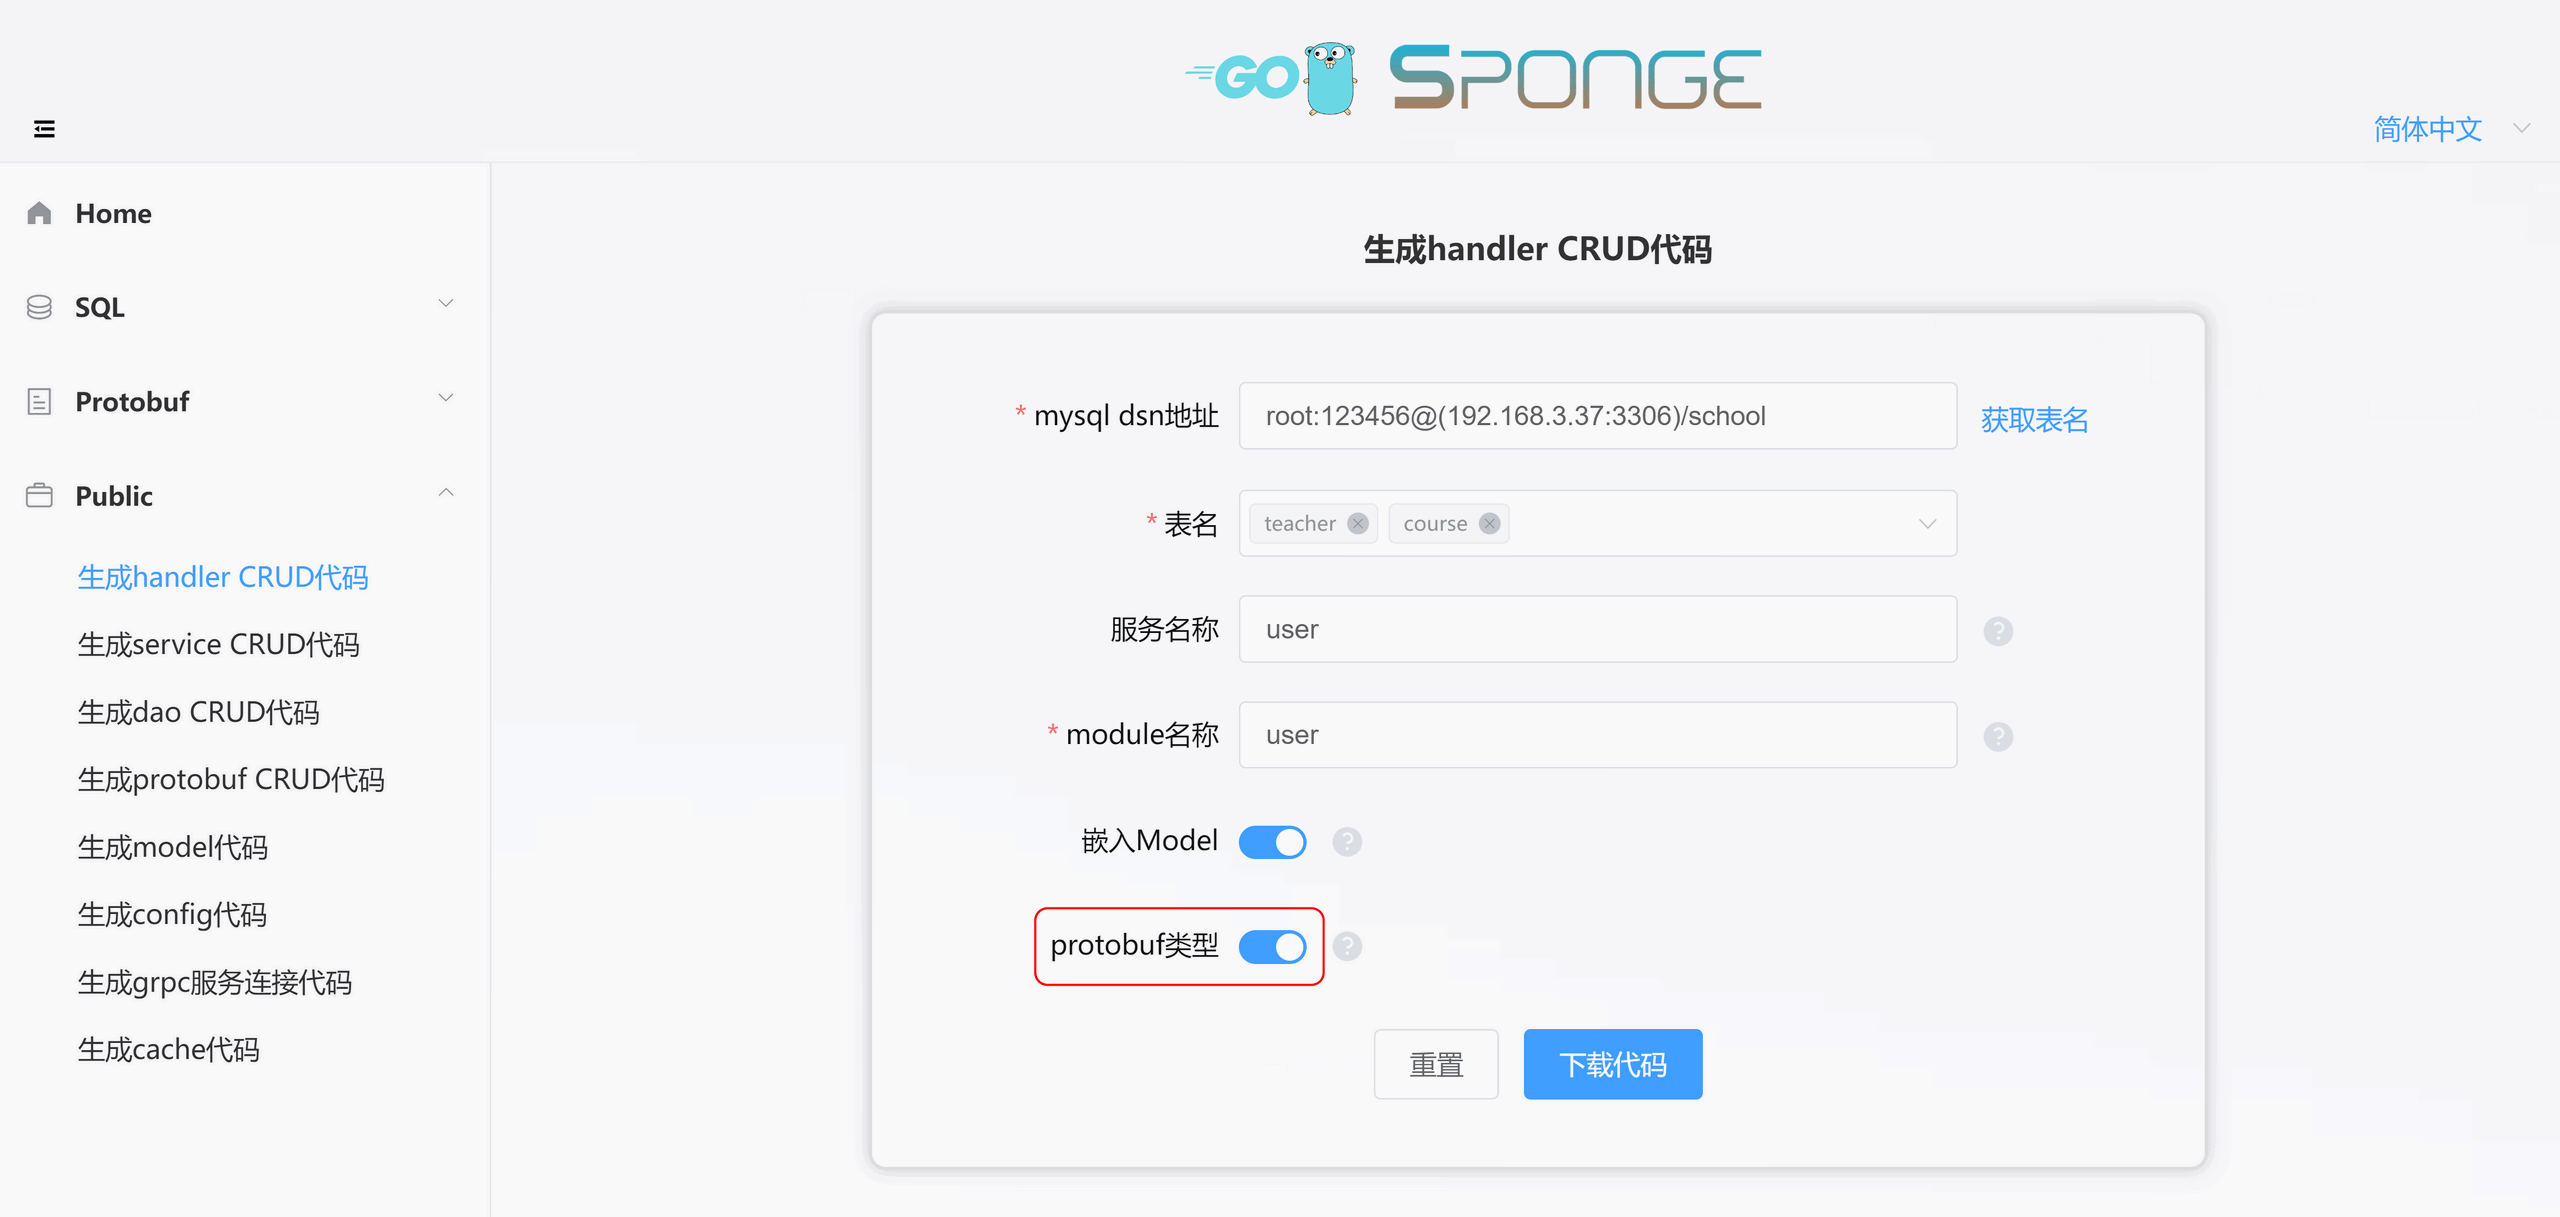 GO SPONGE
简体中文
Home
SQL
Protobuf
Public
生成handler CRUD代码
生成service CRUD代码
生成dao CRUD代码
生成protobuf CRUD代码
生成model代码
生成config代码
生成grpc服务连接代码
生成cache代码
生成handler CRUD代码
* mysql dsn地址 root:123456@(192.168.3.37:3306)/school 获取表名
* 表名 teacher course
服务名称 user ?
* module名称 user ?
嵌入Model ?
protobuf类型 ?
重置 下载代码